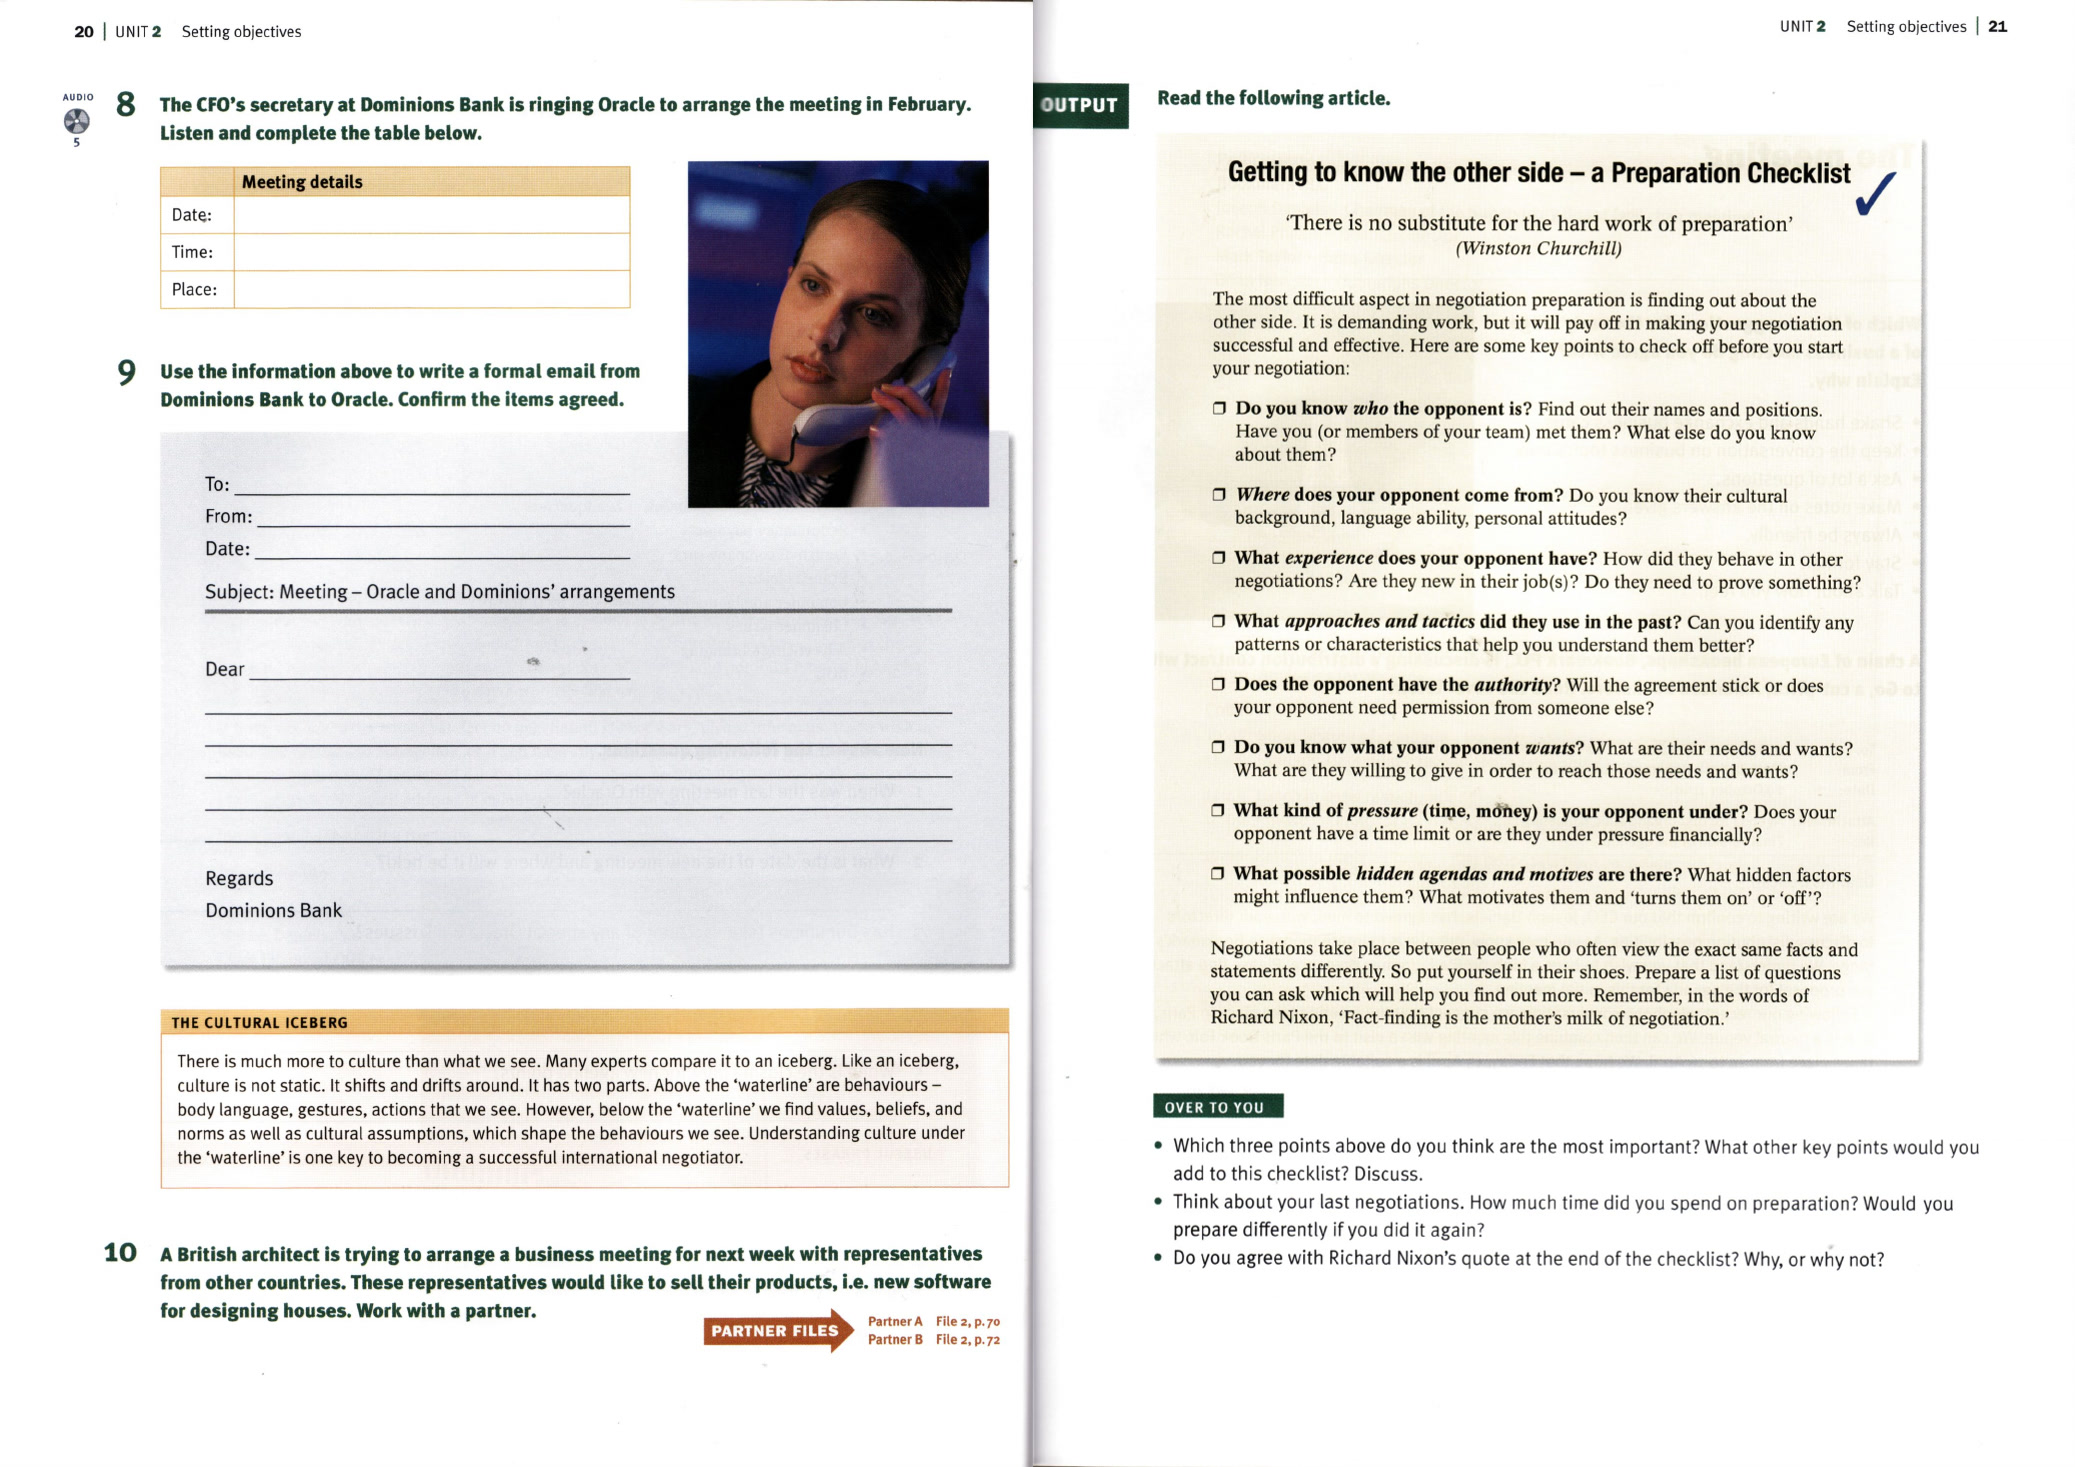 20 | UNIT 2 Setting objectives
AUDIO
5
8 The CFO's secretary at Dominions Bank is ringing Oracle to arrange the meeting in February.
Listen and complete the table below.
Meeting details
Date:
Time:
Place:
9 Use the information above to write a formal email from
Dominions Bank to Oracle. Confirm the items agreed.
To:
From:
Date:
Subject: Meeting – Oracle and Dominions' arrangements
Dear
Regards
Dominions Bank
THE CULTURAL ICEBERG
There is much more to culture than what we see. Many experts compare it to an iceberg. Like an iceberg,
culture is not static. It shifts and drifts around. It has two parts. Above the 'waterline' are behaviours –
body language, gestures, actions that we see. However, below the 'waterline' we find values, beliefs, and
norms as well as cultural assumptions, which shape the behaviours we see. Understanding culture under
the 'waterline' is one key to becoming a successful international negotiator.
10 A British architect is trying to arrange a business meeting for next week with representatives
from other countries. These representatives would like to sell their products, i.e. new software
for designing houses. Work with a partner.
PARTNER FILES
Partner A File 2, p.70
Partner B File 2, p.72
UNIT 2 Setting objectives | 21
OUTPUT
Read the following article.
Getting to know the other side – a Preparation Checklist
'There is no substitute for the hard work of preparation'
(Winston Churchill)
The most difficult aspect in negotiation preparation is finding out about the
other side. It is demanding work, but it will pay off in making your negotiation
successful and effective. Here are some key points to check off before you start
your negotiation:
❒ Do you know who the opponent is? Find out their names and positions.
Have you (or members of your team) met them? What else do you know
about them?
❒ Where does your opponent come from? Do you know their cultural
background, language ability, personal attitudes?
❒ What experience does your opponent have? How did they behave in other
negotiations? Are they new in their job(s)? Do they need to prove something?
❒ What approaches and tactics did they use in the past? Can you identify any
patterns or characteristics that help you understand them better?
❒ Does the opponent have the authority? Will the agreement stick or does
your opponent need permission from someone else?
❒ Do you know what your opponent wants? What are their needs and wants?
What are they willing to give in order to reach those needs and wants?
❒ What kind of pressure (time, money) is your opponent under? Does your
opponent have a time limit or are they under pressure financially?
❒ What possible hidden agendas and motives are there? What hidden factors
might influence them? What motivates them and 'turns them on' or 'off'?
Negotiations take place between people who often view the exact same facts and
statements differently. So put yourself in their shoes. Prepare a list of questions
you can ask which will help you find out more. Remember, in the words of
Richard Nixon, 'Fact-finding is the mother's milk of negotiation.'
OVER TO YOU
• Which three points above do you think are the most important? What other key points would you
add to this checklist? Discuss.
• Think about your last negotiations. How much time did you spend on preparation? Would you
prepare differently if you did it again?
• Do you agree with Richard Nixon's quote at the end of the checklist? Why, or why not?